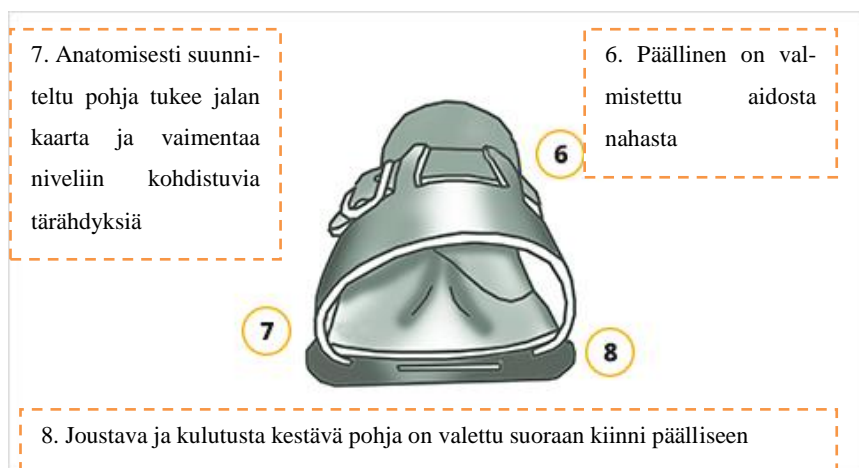 7. Anatomisesti suunni-
teltu pohja tukee jalan
kaarta ja vaimentaa
niveliin kohdistuvia
tärähdyksiä
6. Päällinen on val-
mistettu aidosta
nahasta
6
7
8
8. Joustava ja kulutusta kestävä pohja on valettu suoraan kiinni päälliseen